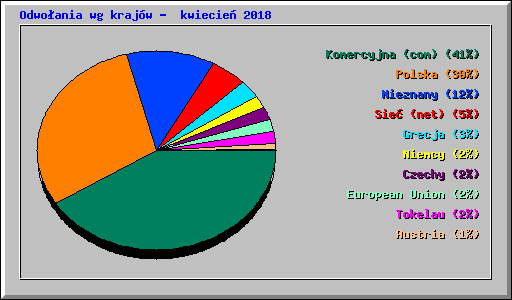 Odwołania wg krajów -  kwiecień 2018
Komercyjna (com) (41%)
Polska (30%)
Nieznany (12%)
Sieć (net) (5%)
Grecja (3%)
Niemcy (2%)
Czechy (2%)
European Union (2%)
Tokelau (2%)
Austria (1%)